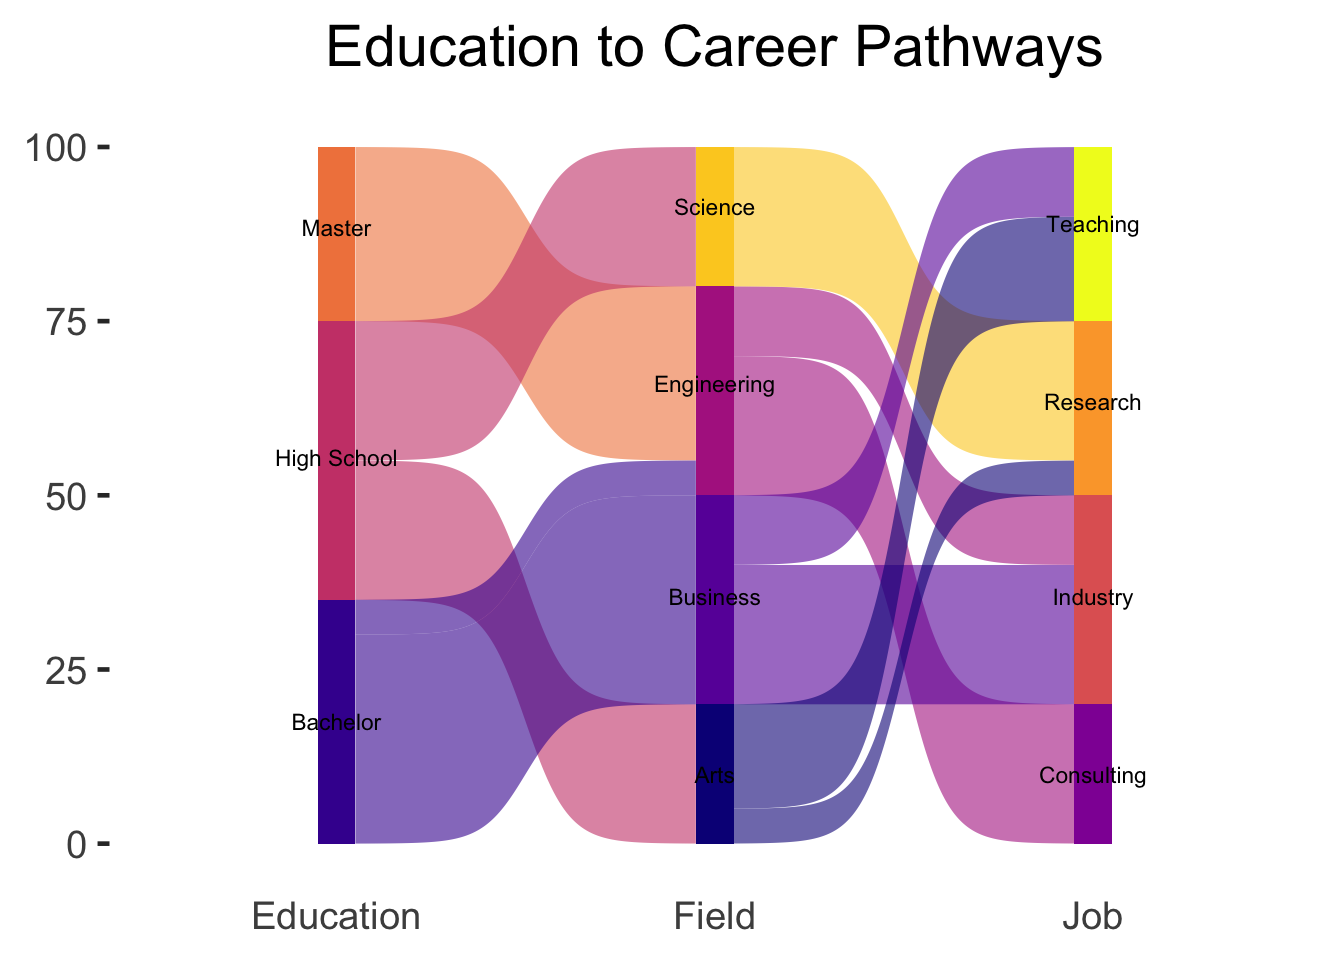 Education to Career Pathways
100
75
50
25
0
Master
High School
Bachelor
Science
Engineering
Business
Arts
Teaching
Research
Industry
Consulting
Education
Field
Job